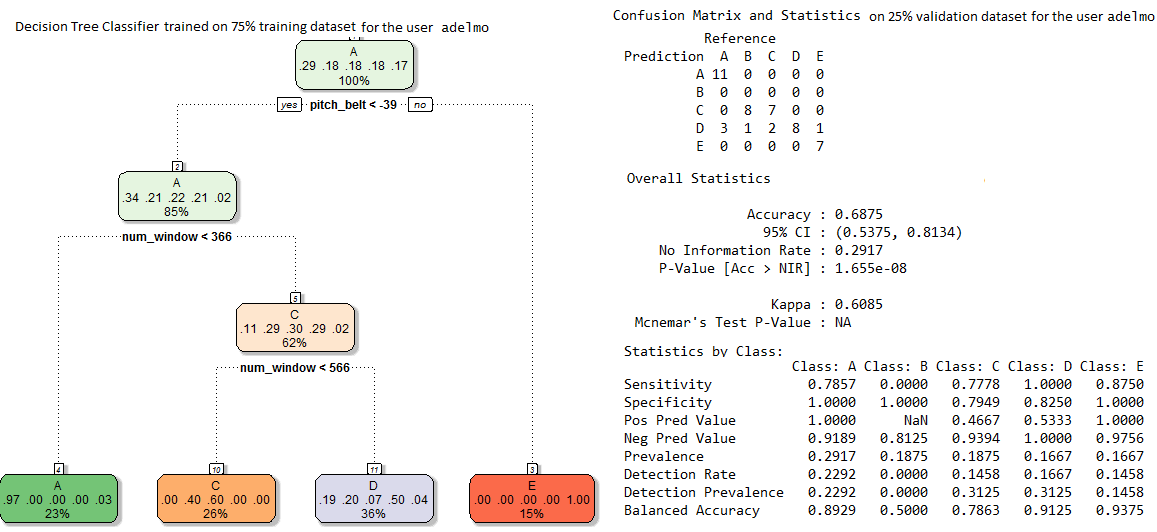 Decision Tree Classifier trained on 75% training dataset for the user adelmo
A
.29 .18 .18 .18 .17
100%
yes pitch_belt < -39 no
2
A
.34 .21 .22 .21 .02
85%
num_window < 366
5
C
.11 .29 .30 .29 .02
62%
num_window < 566
4
A
.97 .00 .00 .00 .03
23%
10
C
.00 .40 .60 .00 .00
26%
11
D
.19 .20 .07 .50 .04
36%
3
E
.00 .00 .00 .00 1.00
15%
Confusion Matrix and Statistics on 25% validation dataset for the user adelmo
Reference
Prediction A B C D E
A 11 0 0 0 0
B 0 0 0 0 0
C 0 8 7 0 0
D 3 1 2 8 1
E 0 0 0 0 7
Overall Statistics
Accuracy : 0.6875
95% CI : (0.5375, 0.8134)
No Information Rate : 0.2917
P-Value [Acc > NIR] : 1.655e-08
Kappa : 0.6085
Mcnemar's Test P-Value : NA
Statistics by Class:
Class: A Class: B Class: C Class: D Class: E
Sensitivity 0.7857 0.0000 0.7778 1.0000 0.8750
Specificity 1.0000 1.0000 0.7949 0.8250 1.0000
Pos Pred Value 1.0000 NaN 0.4667 0.5333 1.0000
Neg Pred Value 0.9189 0.8125 0.9394 1.0000 0.9756
Prevalence 0.2917 0.1875 0.1875 0.1667 0.1667
Detection Rate 0.2292 0.0000 0.1458 0.1667 0.1458
Detection Prevalence 0.2292 0.0000 0.3125 0.3125 0.1458
Balanced Accuracy 0.8929 0.5000 0.7863 0.9125 0.9375